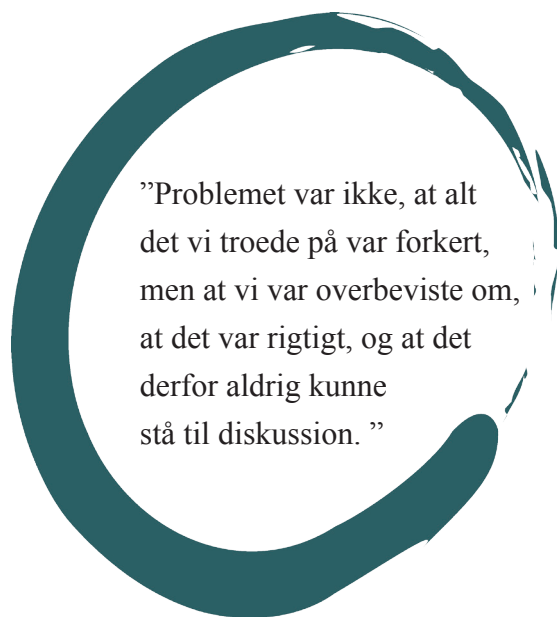 ”Problemet var ikke, at alt
det vi troede på var forkert,
men at vi var overbeviste om,
at det var rigtigt, og at det
derfor aldrig kunne
stå til diskussion. ”